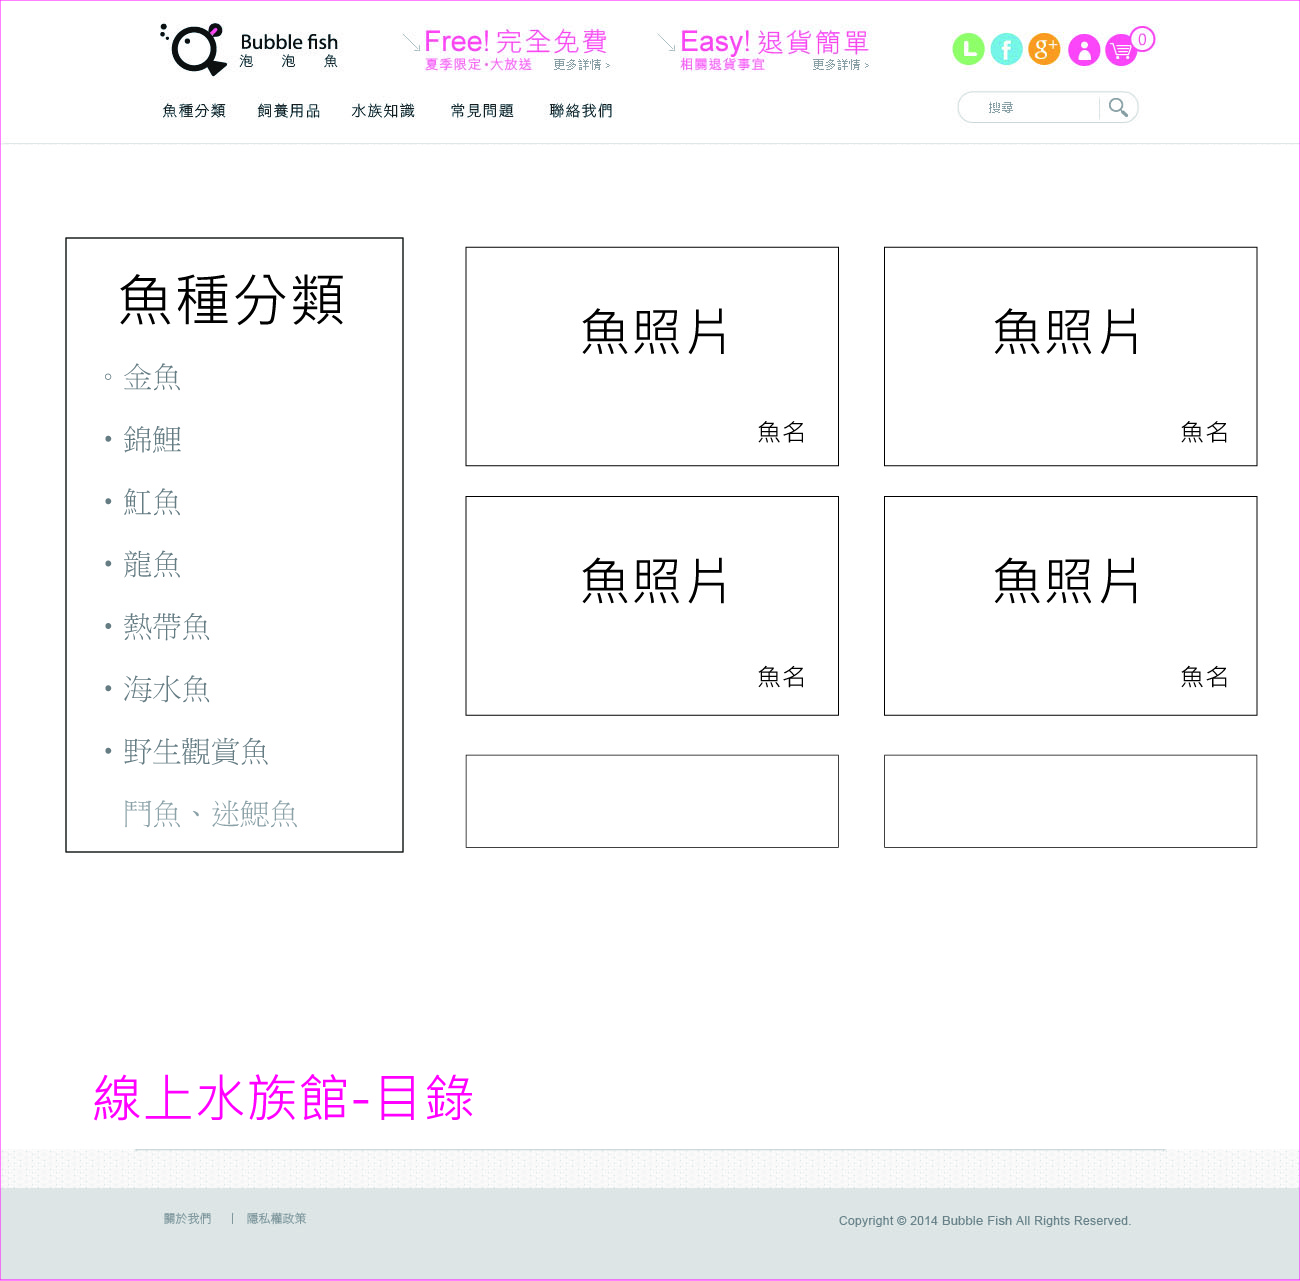 Bubble fish
泡泡魚
Free! 完全免費
夏季限定・大放送 更多詳情 >
Easy! 退貨簡單
相關退貨事宜 更多詳情 >
L f g+ 0
魚種分類 飼養用品 水族知識 常見問題 聯絡我們
搜尋
魚種分類
。金魚
・錦鯉
・魟魚
・龍魚
・熱帶魚
・海水魚
・野生觀賞魚
鬥魚、迷鰓魚
魚照片
魚名
魚照片
魚名
魚照片
魚名
魚照片
魚名
線上水族館-目錄
關於我們 | 隱私權政策
Copyright © 2014 Bubble Fish All Rights Reserved.